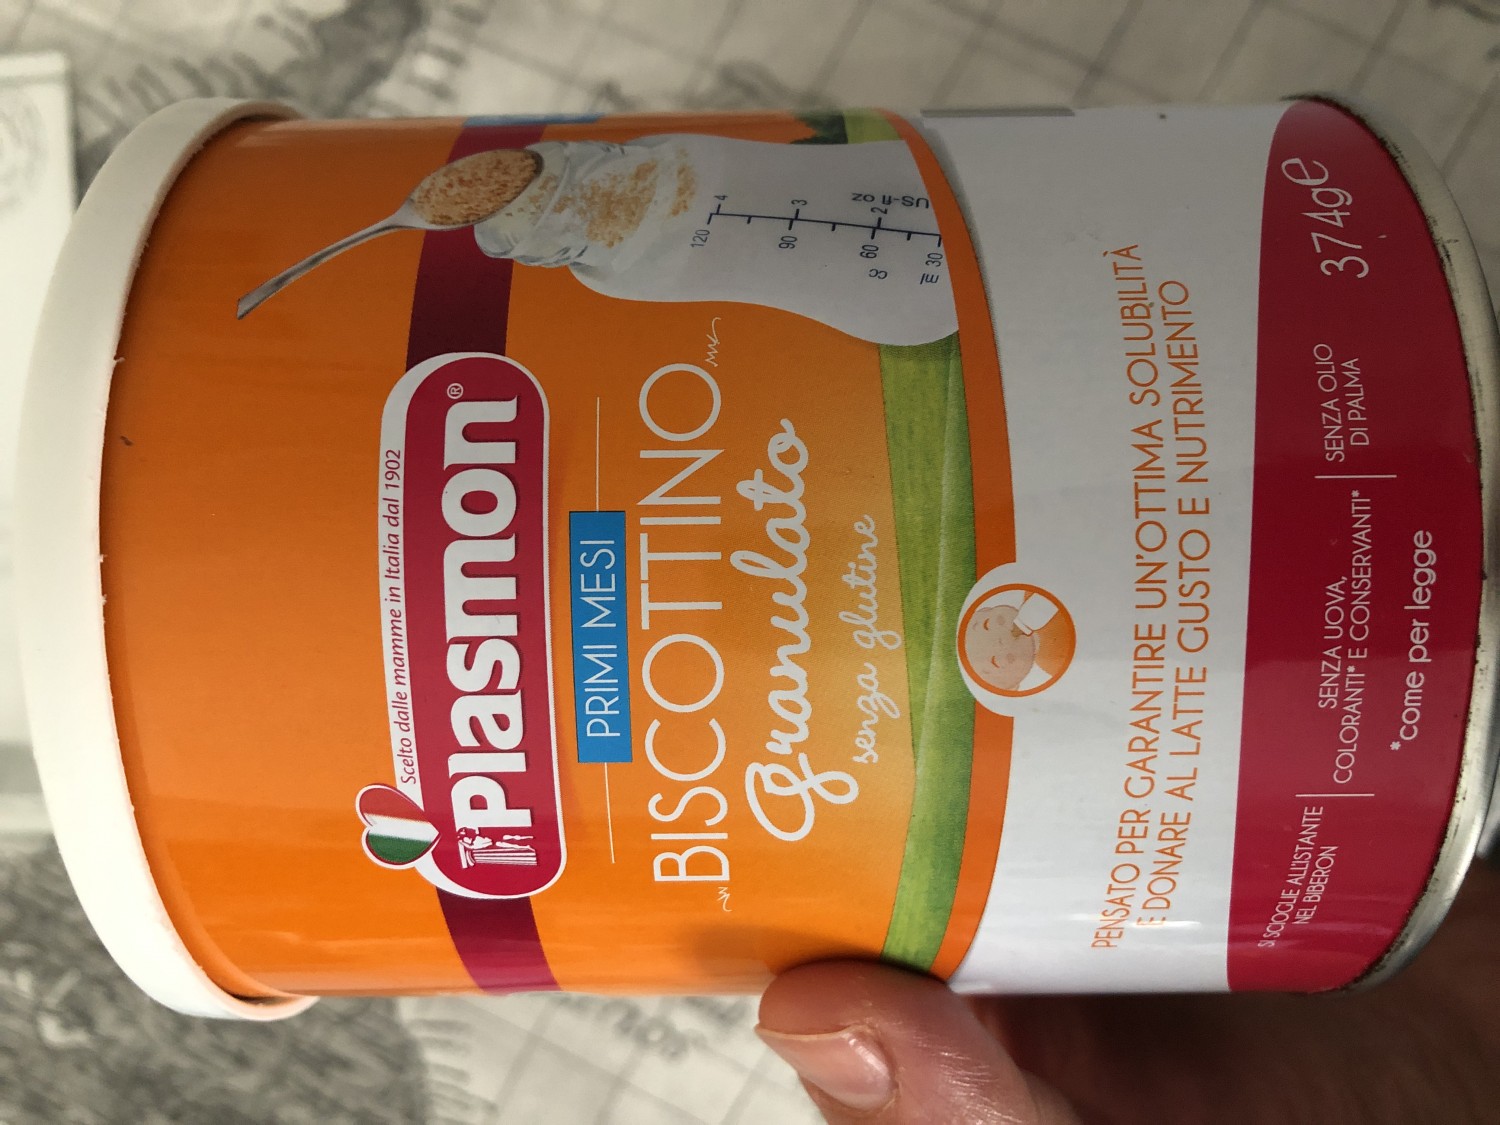 Scelto dalle mamme in Italia dal 1902
Plasmon®
PRIMI MESI
BISCOTTINO
Granulato
senza glutine
4
120
3
90
2
60
30
cc
ml
US-fl oz
PENSATO PER GARANTIRE UN'OTTIMA SOLUBILITÀ
E DONARE AL LATTE GUSTO E NUTRIMENTO
SI SCIOGLIE ALL'ISTANTE
NEL BIBERON
SENZA UOVA,
COLORANTI* E CONSERVANTI*
SENZA OLIO
DI PALMA
374g℮
*come per legge